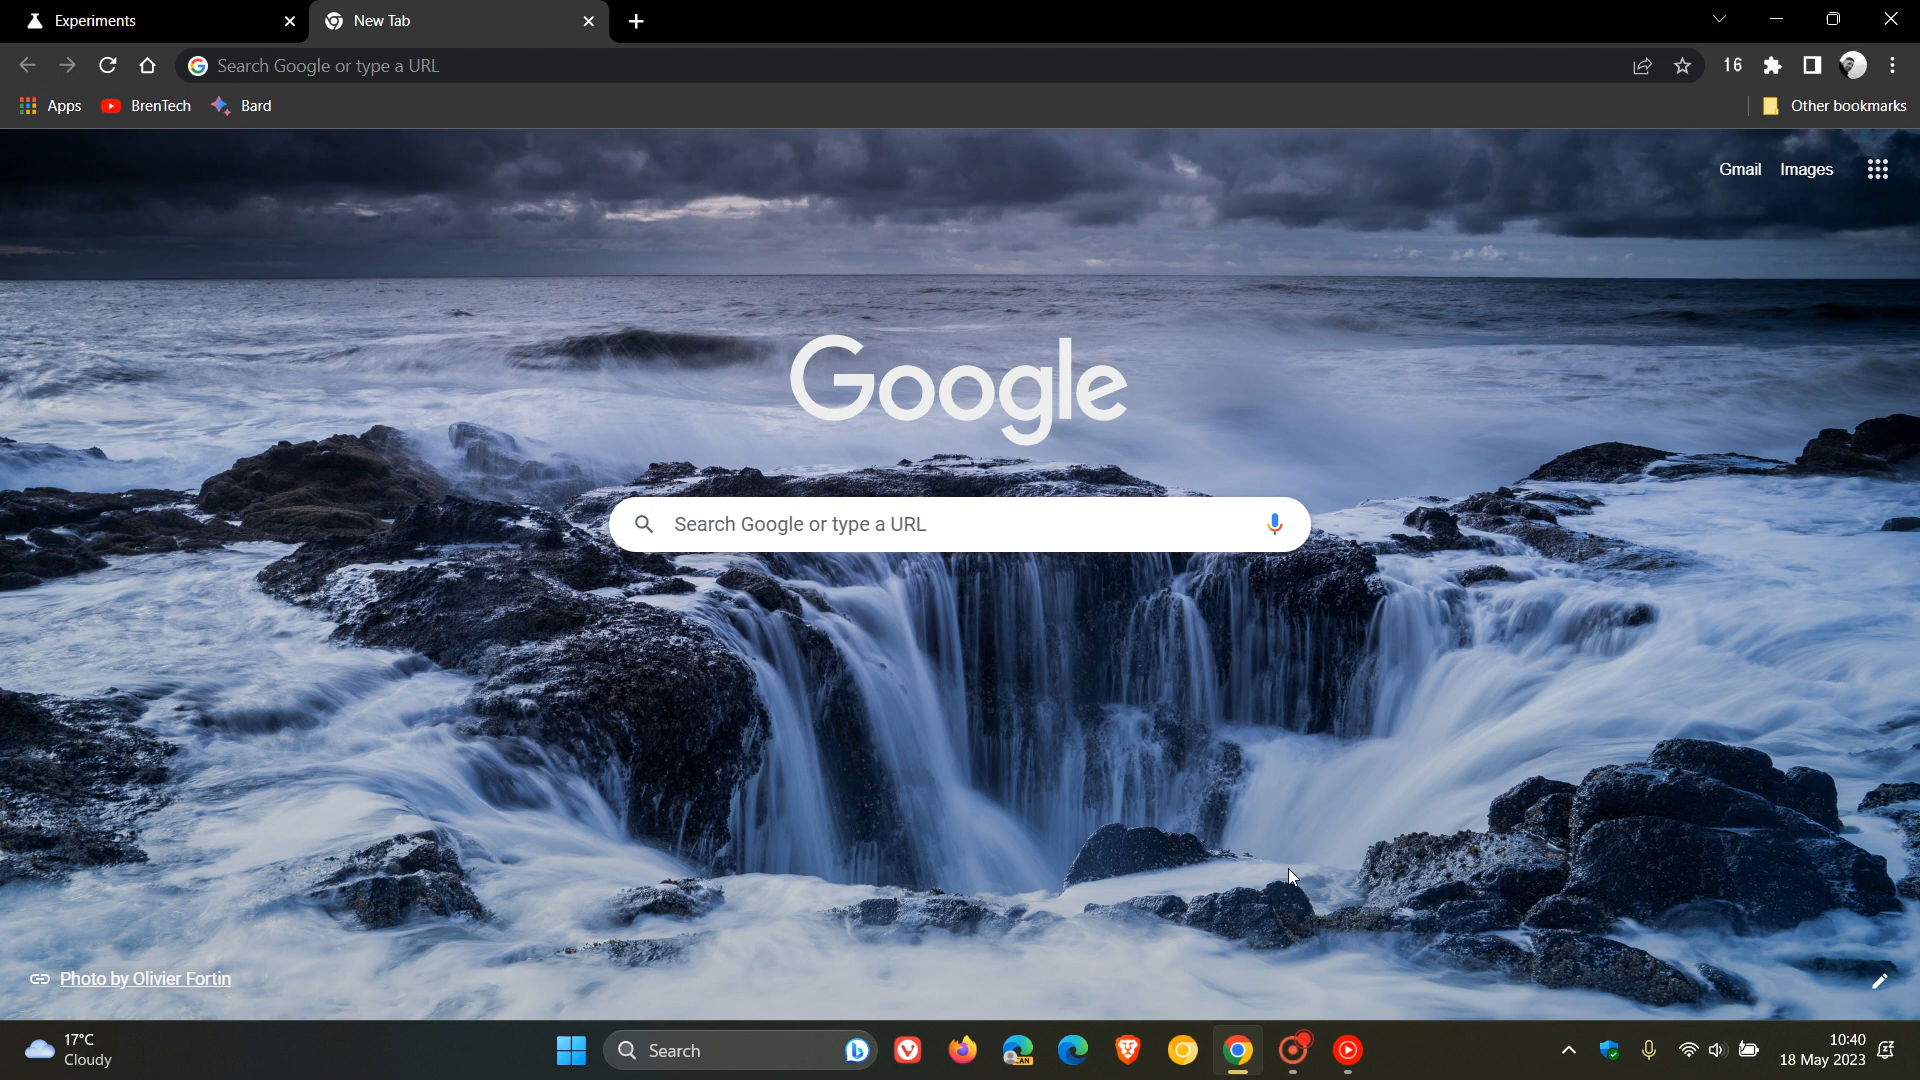 Experiments
New Tab
Search Google or type a URL
16
Apps
BrenTech
Bard
Other bookmarks
Gmail
Images
Google
Search Google or type a URL
Photo by Olivier Fortin
17°C
Cloudy
Search
CAN
10:40
18 May 2023